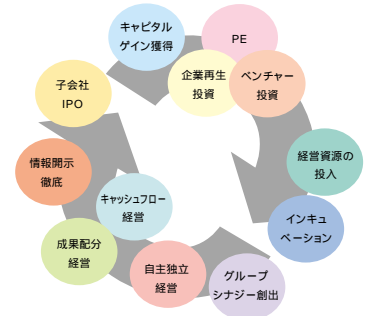 キャピタル
ゲイン獲得
PE
企業再生
投資
ベンチャー
投資
子会社
IPO
経営資源の
投入
情報開示
徹底
キャッシュフロー
経営
インキュ
ベーション
成果配分
経営
自主独立
経営
グループ
シナジー創出